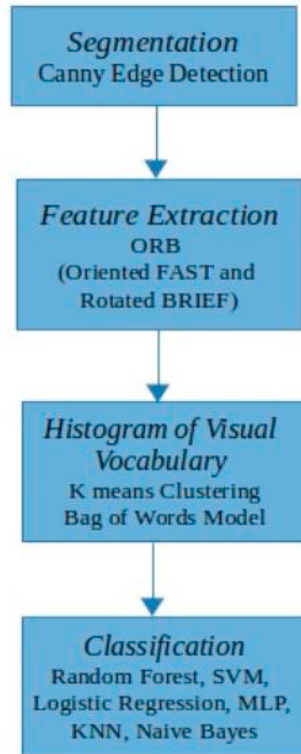 Segmentation
Canny Edge Detection
Feature Extraction
ORB
(Oriented FAST and
Rotated BRIEF)
Histogram of Visual
Vocabulary
K means Clustering
Bag of Words Model
Classification
Random Forest, SVM,
Logistic Regression, MLP,
KNN, Naive Bayes